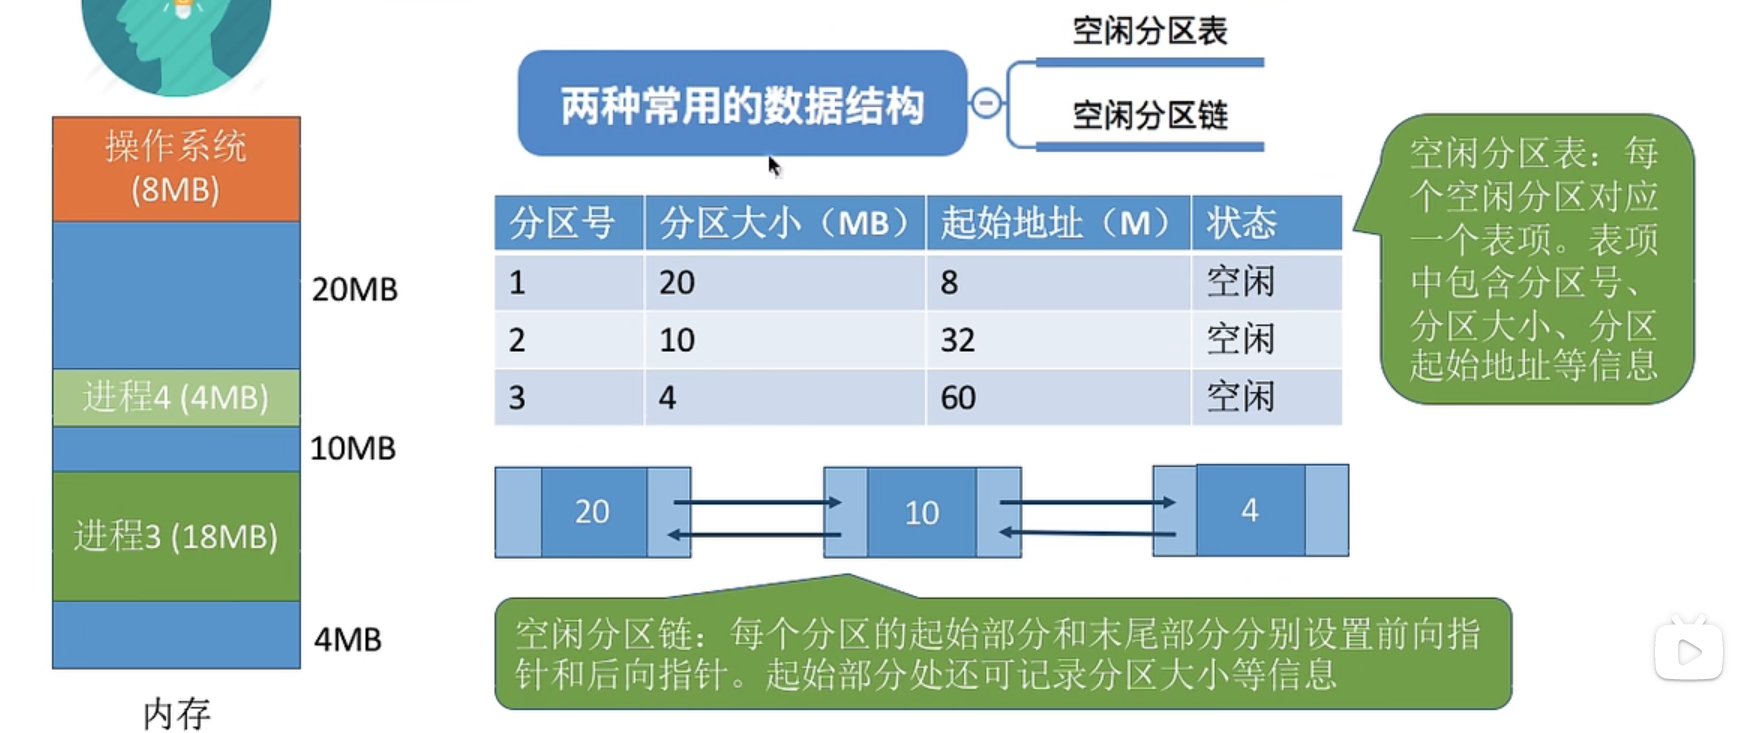 空闲分区表
两种常用的数据结构
空闲分区链
操作系统
(8MB)
20MB
进程4 (4MB)
10MB
进程3 (18MB)
4MB
内存
分区号 分区大小（MB） 起始地址（M） 状态
1 20 8 空闲
2 10 32 空闲
3 4 60 空闲
空闲分区表：每
个空闲分区对应
一个表项。表项
中包含分区号、
分区大小、分区
起始地址等信息
20 10 4
空闲分区链：每个分区的起始部分和末尾部分分别设置前向指
针和后向指针。起始部分处还可记录分区大小等信息